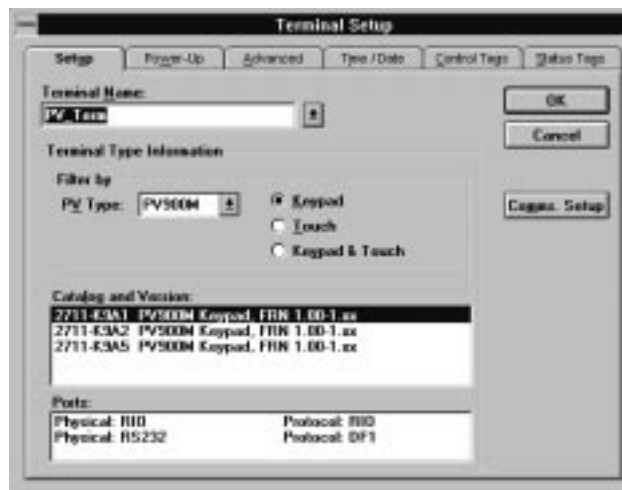 Terminal Setup
Setup Power-Up Advanced Time / Date Control Tags Status Tags
Terminal Name:
PV_Term
OK
Cancel
Terminal Type Information
Filter by
PV Type: PV900M
Keypad
Touch
Keypad & Touch
Comms. Setup
Catalog and Version:
2711-K9A1 PV900M Keypad, FRN 1.00-1.xx
2711-K9A2 PV900M Keypad, FRN 1.00-1.xx
2711-K9A5 PV900M Keypad, FRN 1.00-1.xx
Ports:
Physical: RIO Protocol: RIO
Physical: RS232 Protocol: DF1